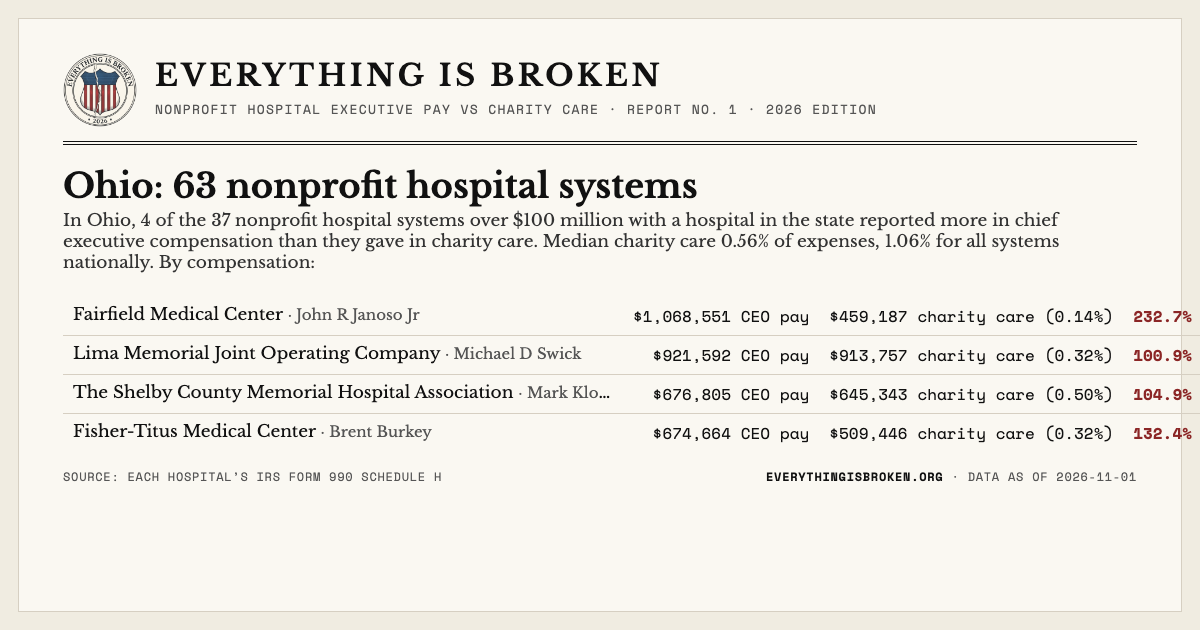 EVERYTHING IS BROKEN
2026
EVERYTHING IS BROKEN
NONPROFIT HOSPITAL EXECUTIVE PAY VS CHARITY CARE · REPORT NO. 1 · 2026 EDITION
Ohio: 63 nonprofit hospital systems
In Ohio, 4 of the 37 nonprofit hospital systems over $100 million with a hospital in the state reported more in chief
executive compensation than they gave in charity care. Median charity care 0.56% of expenses, 1.06% for all systems
nationally. By compensation:
Fairfield Medical Center · John R Janoso Jr $1,068,551 CEO pay $459,187 charity care (0.14%) 232.7%
Lima Memorial Joint Operating Company · Michael D Swick $921,592 CEO pay $913,757 charity care (0.32%) 100.9%
The Shelby County Memorial Hospital Association · Mark Klo… $676,805 CEO pay $645,343 charity care (0.50%) 104.9%
Fisher-Titus Medical Center · Brent Burkey $674,664 CEO pay $509,446 charity care (0.32%) 132.4%
SOURCE: EACH HOSPITAL’S IRS FORM 990 SCHEDULE H
EVERYTHINGISBROKEN.ORG · DATA AS OF 2026-11-01